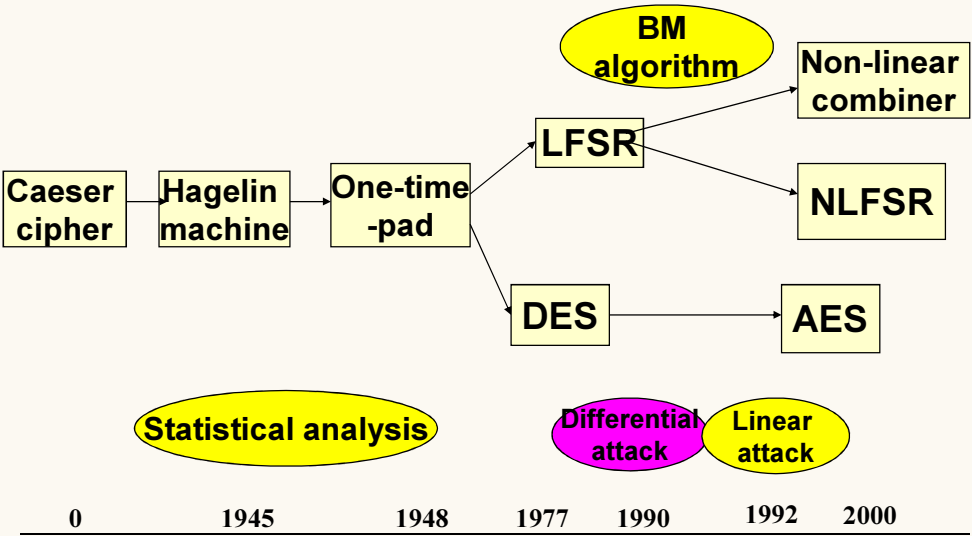 BM
algorithm
Non-linear
combiner
LFSR
Caeser
cipher
Hagelin
machine
One-time
-pad
NLFSR
DES
AES
Statistical analysis
Differential
attack
Linear
attack
0 1945 1948 1977 1990 1992 2000